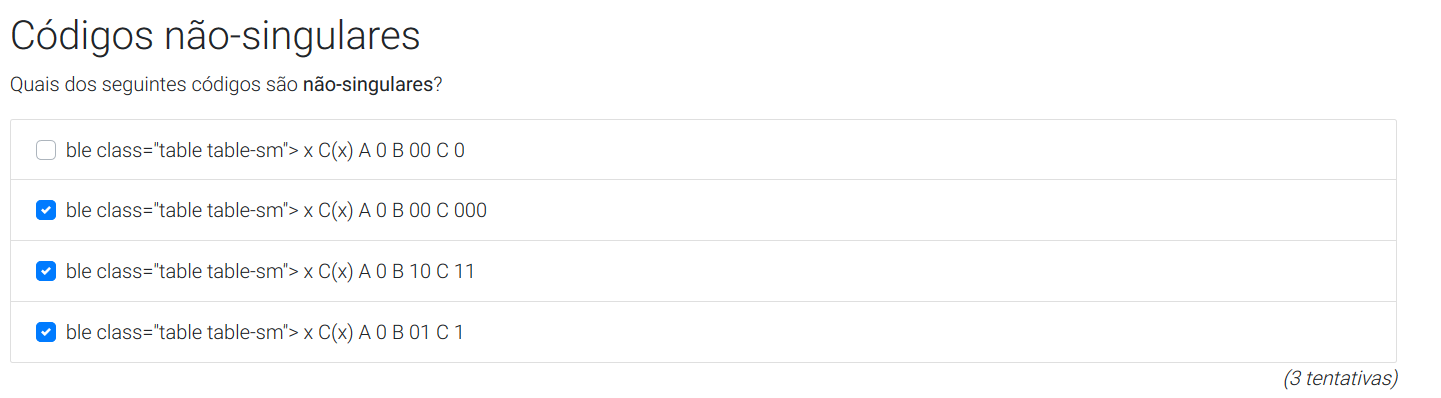 Códigos não-singulares
Quais dos seguintes códigos são não-singulares?
ble class="table table-sm"> x C(x) A 0 B 00 C 0
ble class="table table-sm"> x C(x) A 0 B 00 C 000
ble class="table table-sm"> x C(x) A 0 B 10 C 11
ble class="table table-sm"> x C(x) A 0 B 01 C 1
(3 tentativas)